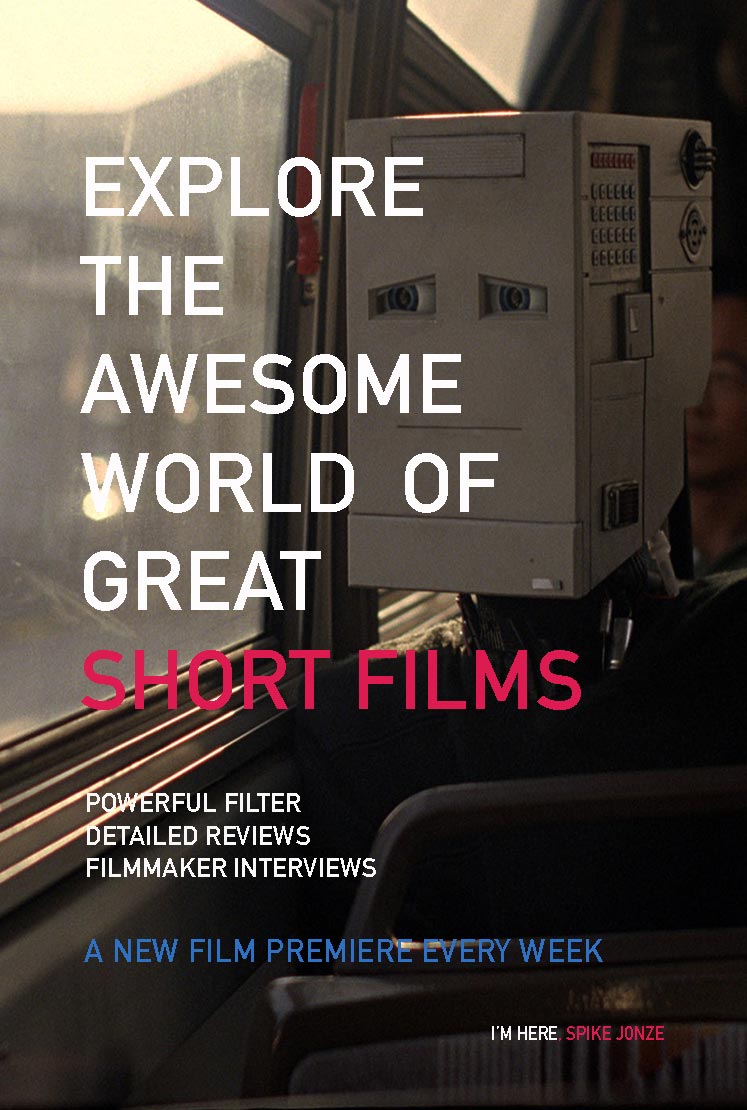 EXPLORE
THE
AWESOME
WORLD OF
GREAT
SHORT FILMS
POWERFUL FILTER
DETAILED REVIEWS
FILMMAKER INTERVIEWS
A NEW FILM PREMIERE EVERY WEEK
I'M HERE. SPIKE JONZE